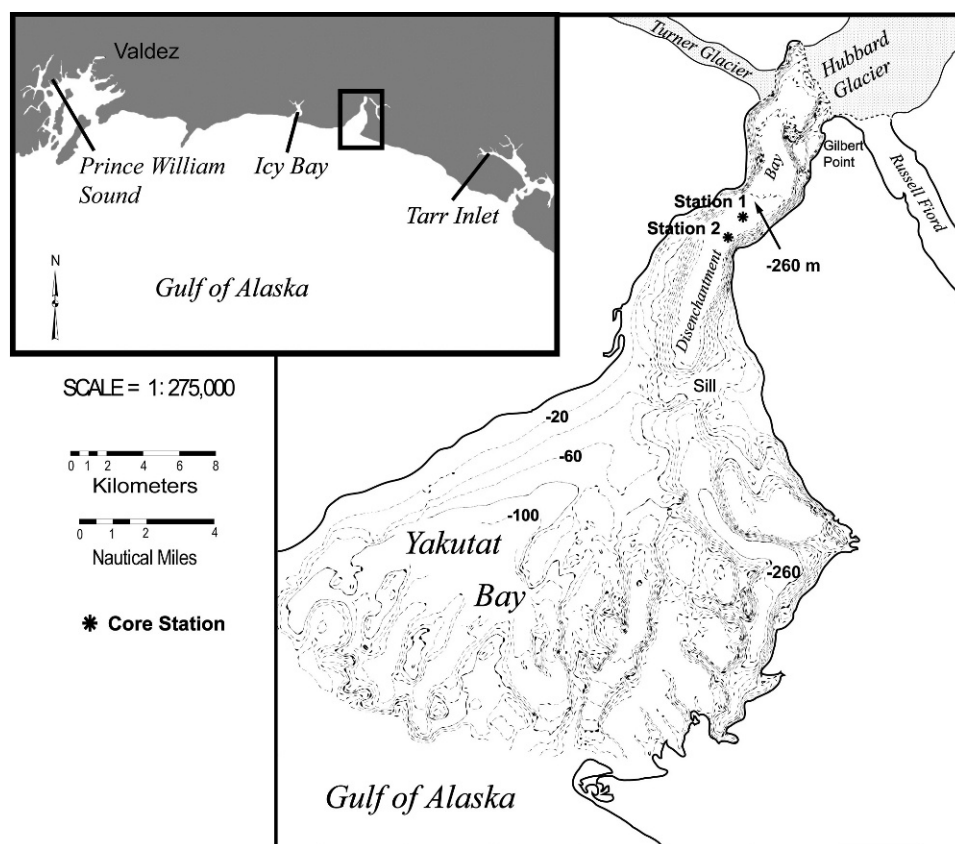 Valdez
Prince William
Sound
Icy Bay
Tarr Inlet
N
Gulf of Alaska
SCALE = 1:275,000
0 1 2 4 6 8
Kilometers
0 1 2 4
Nautical Miles
Core Station
Turner Glacier
Hubbard
Glacier
Gilbert
Point
Russell Fiord
Bay
Station 1
Station 2
-260 m
Disenchantment
Sill
-20
-60
-100
Yakutat
Bay
-260
Gulf of Alaska